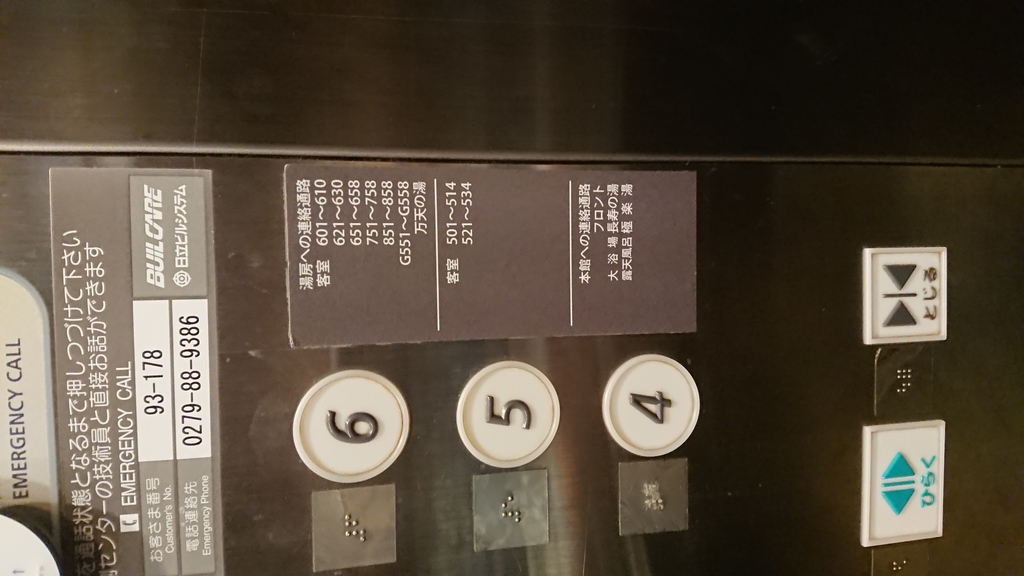 EMERGENCY CALL
を通話状態となるまで押しつづけて下さい
センターの技術員と直接お話ができます
EMERGENCY CALL
お客さま番号
Customer's No.
93-178
電話連絡先
Emergency Phone
0279-88-9386
BUILCARE
日立ビルシステム
湯房への連絡通路
客室 601〜610
621〜630
651〜658
751〜758
851〜858
G551〜G558
万天の湯
6
客室 501〜514
521〜534
5
本館への連絡通路
フロント
大浴場 長寿の湯
露天風呂 極楽湯
4
ひらく
とじる